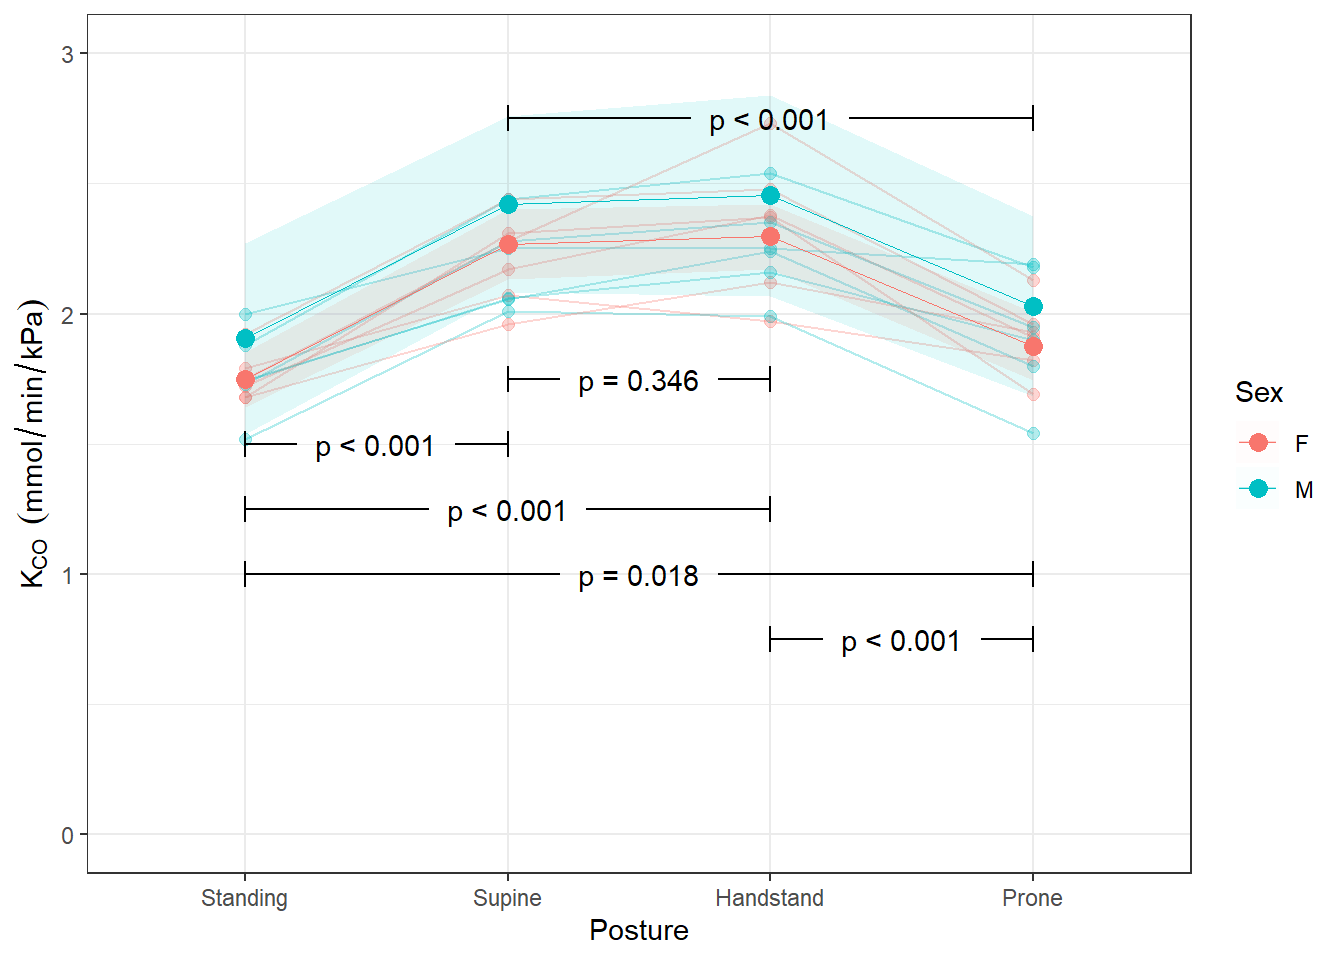 3
2
1
0
K_CO (mmol/min/kPa)
p < 0.001
p = 0.346
p < 0.001
p < 0.001
p = 0.018
p < 0.001
Standing Supine Handstand Prone
Posture
Sex
F
M